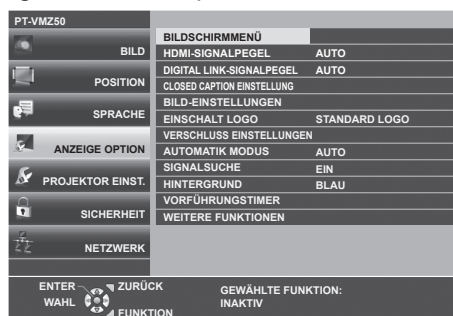 PT-VMZ50
BILD
POSITION
SPRACHE
ANZEIGE OPTION
PROJEKTOR EINST.
SICHERHEIT
NETZWERK
BILDSCHIRMMENÜ
HDMI-SIGNALPEGEL AUTO
DIGITAL LINK-SIGNALPEGEL AUTO
CLOSED CAPTION EINSTELLUNG
BILD-EINSTELLUNGEN
EINSCHALT LOGO STANDARD LOGO
VERSCHLUSS EINSTELLUNGEN
AUTOMATIK MODUS AUTO
SIGNALSUCHE EIN
HINTERGRUND BLAU
VORFÜHRUNGSTIMER
WEITERE FUNKTIONEN
ENTER ZURÜCK
WAHL FUNKTION
GEWÄHLTE FUNKTION:
INAKTIV